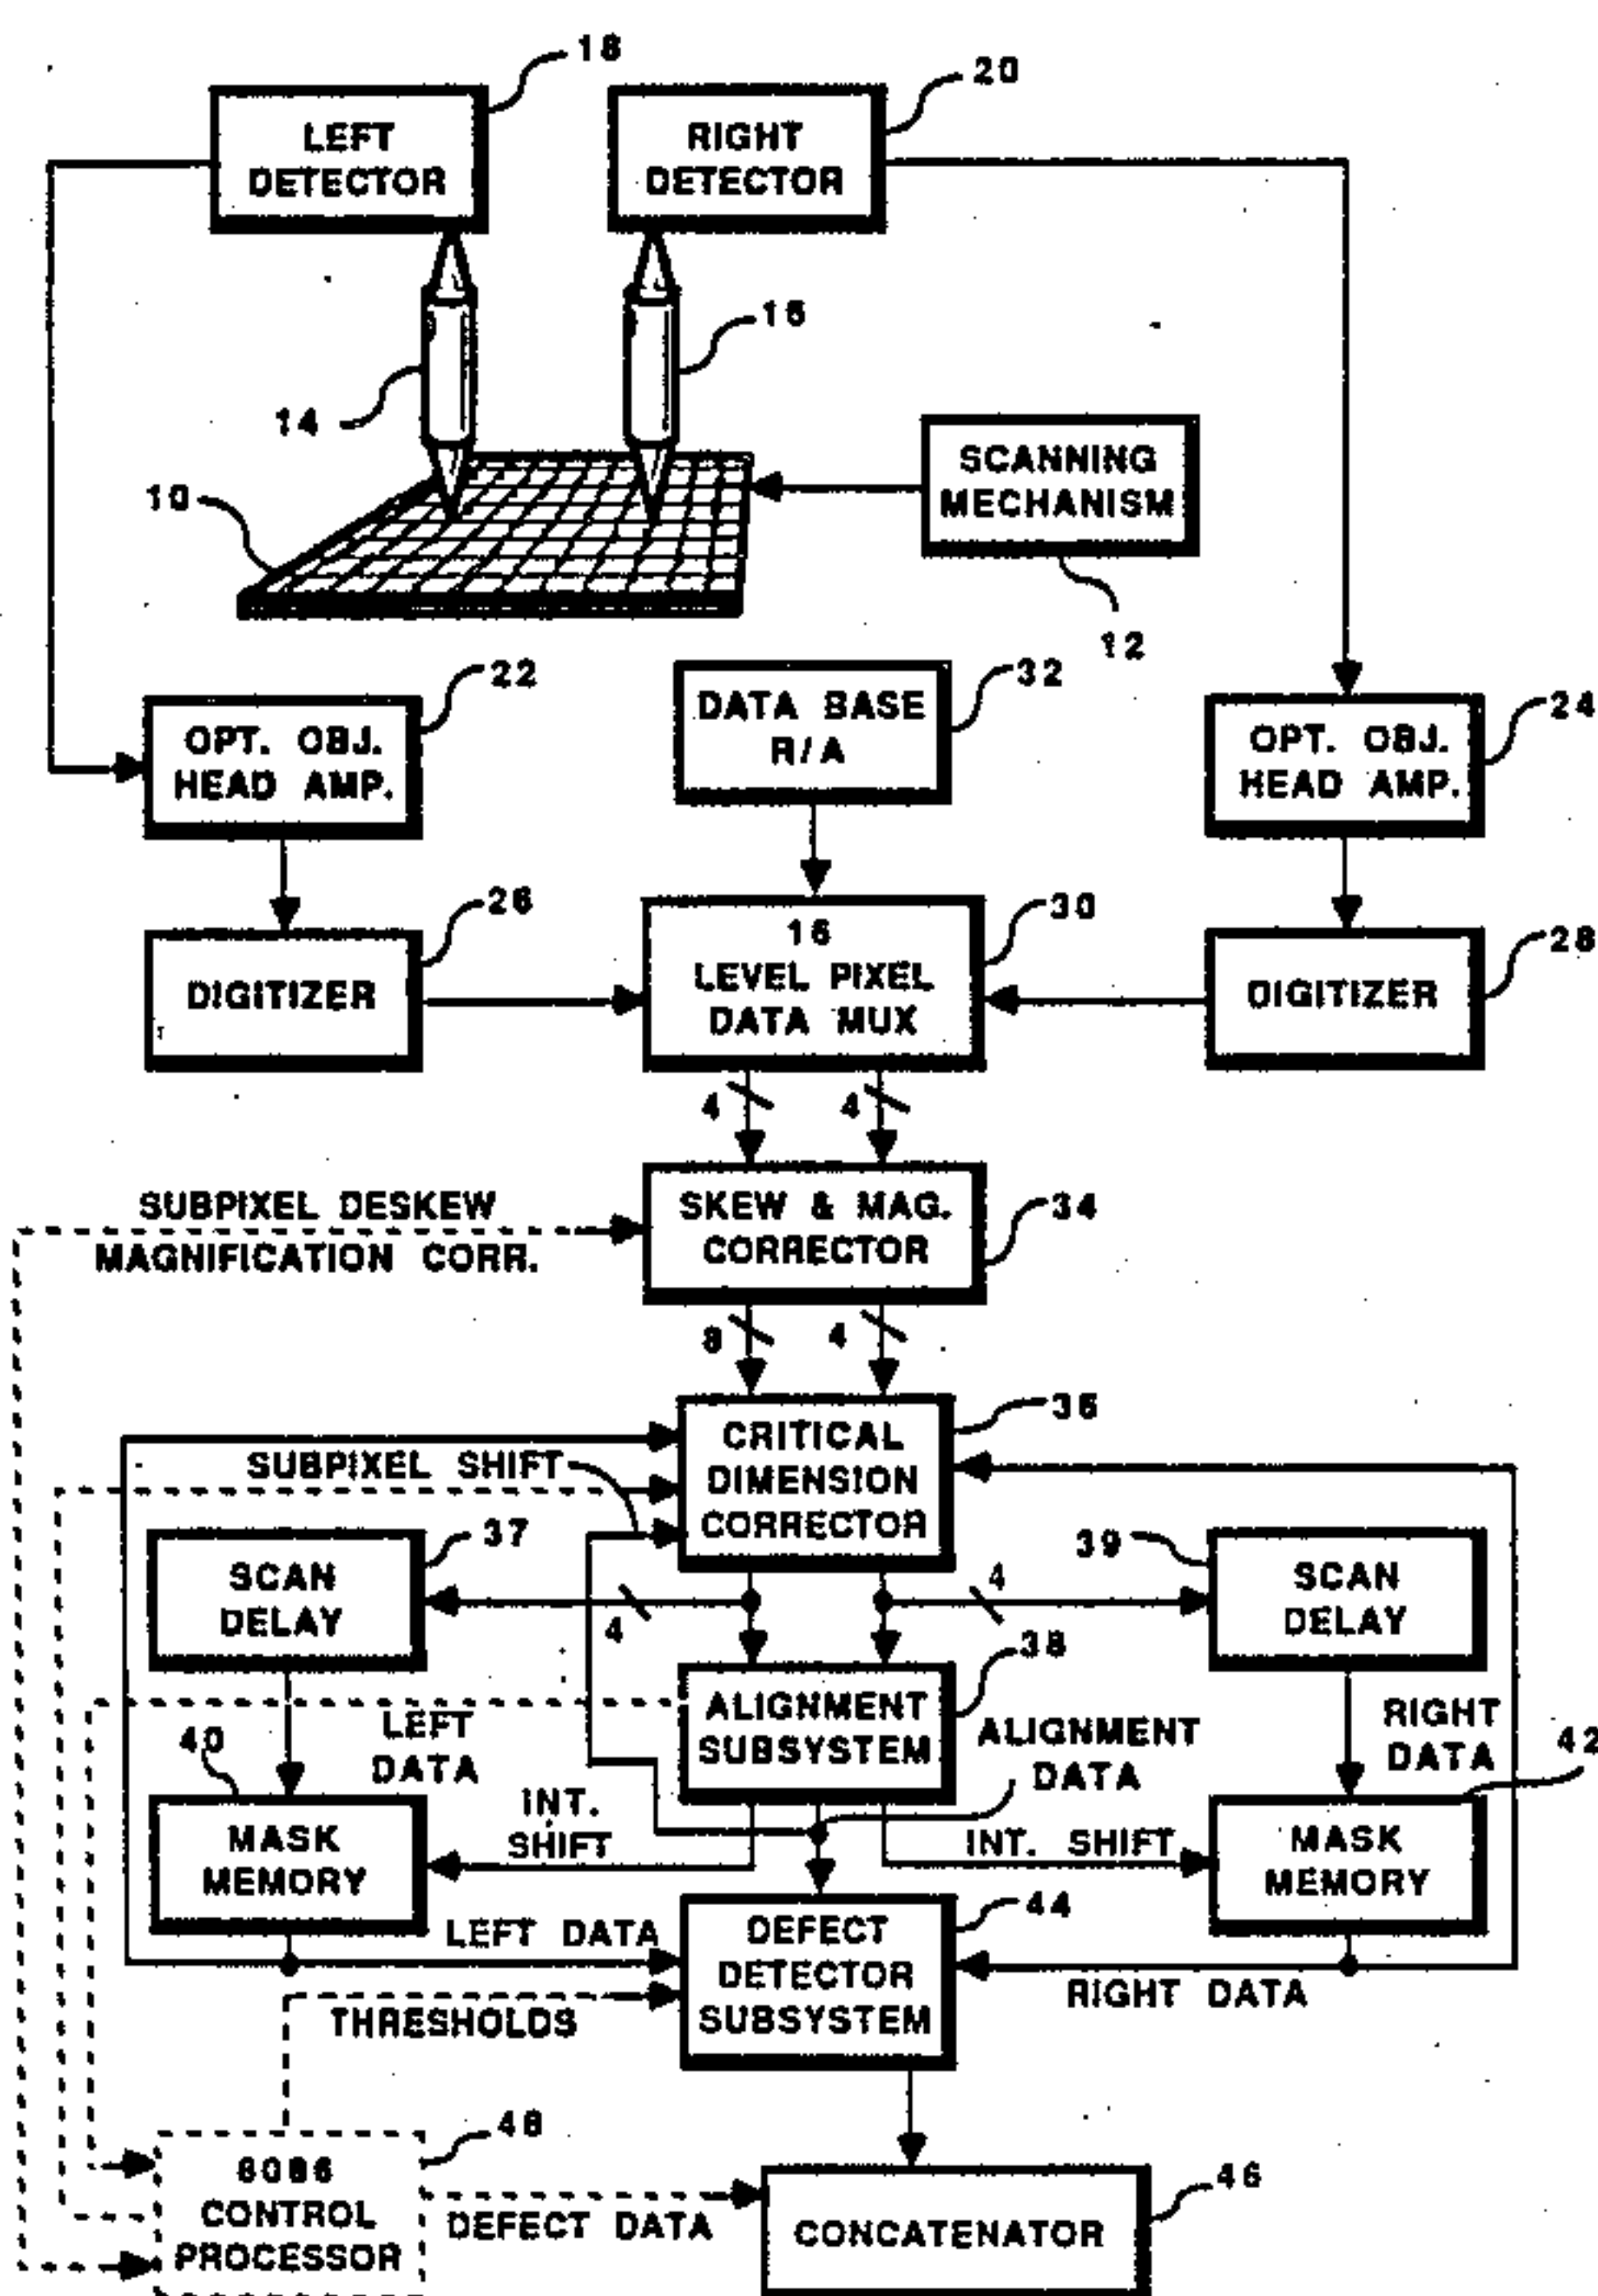 18
20
LEFT
DETECTOR
RIGHT
DETECTOR
16
14
SCANNING
MECHANISM
10
12
22
32
24
OPT. OBJ.
HEAD AMP.
DATA BASE
R/A
OPT. OBJ.
HEAD AMP.
26
30
28
DIGITIZER
16
LEVEL PIXEL
DATA MUX
DIGITIZER
4
4
SUBPIXEL DESKEW
MAGNIFICATION CORR.
SKEW & MAG.
CORRECTOR
34
8
4
36
CRITICAL
DIMENSION
CORRECTOR
SUBPIXEL SHIFT
37
39
SCAN
DELAY
4
4
SCAN
DELAY
38
ALIGNMENT
SUBSYSTEM
LEFT
DATA
ALIGNMENT
DATA
RIGHT
DATA
40
42
INT.
SHIFT
INT. SHIFT
MASK
MEMORY
MASK
MEMORY
44
LEFT DATA
DEFECT
DETECTOR
SUBSYSTEM
RIGHT DATA
THRESHOLDS
48
8086
CONTROL
PROCESSOR
DEFECT DATA
46
CONCATENATOR